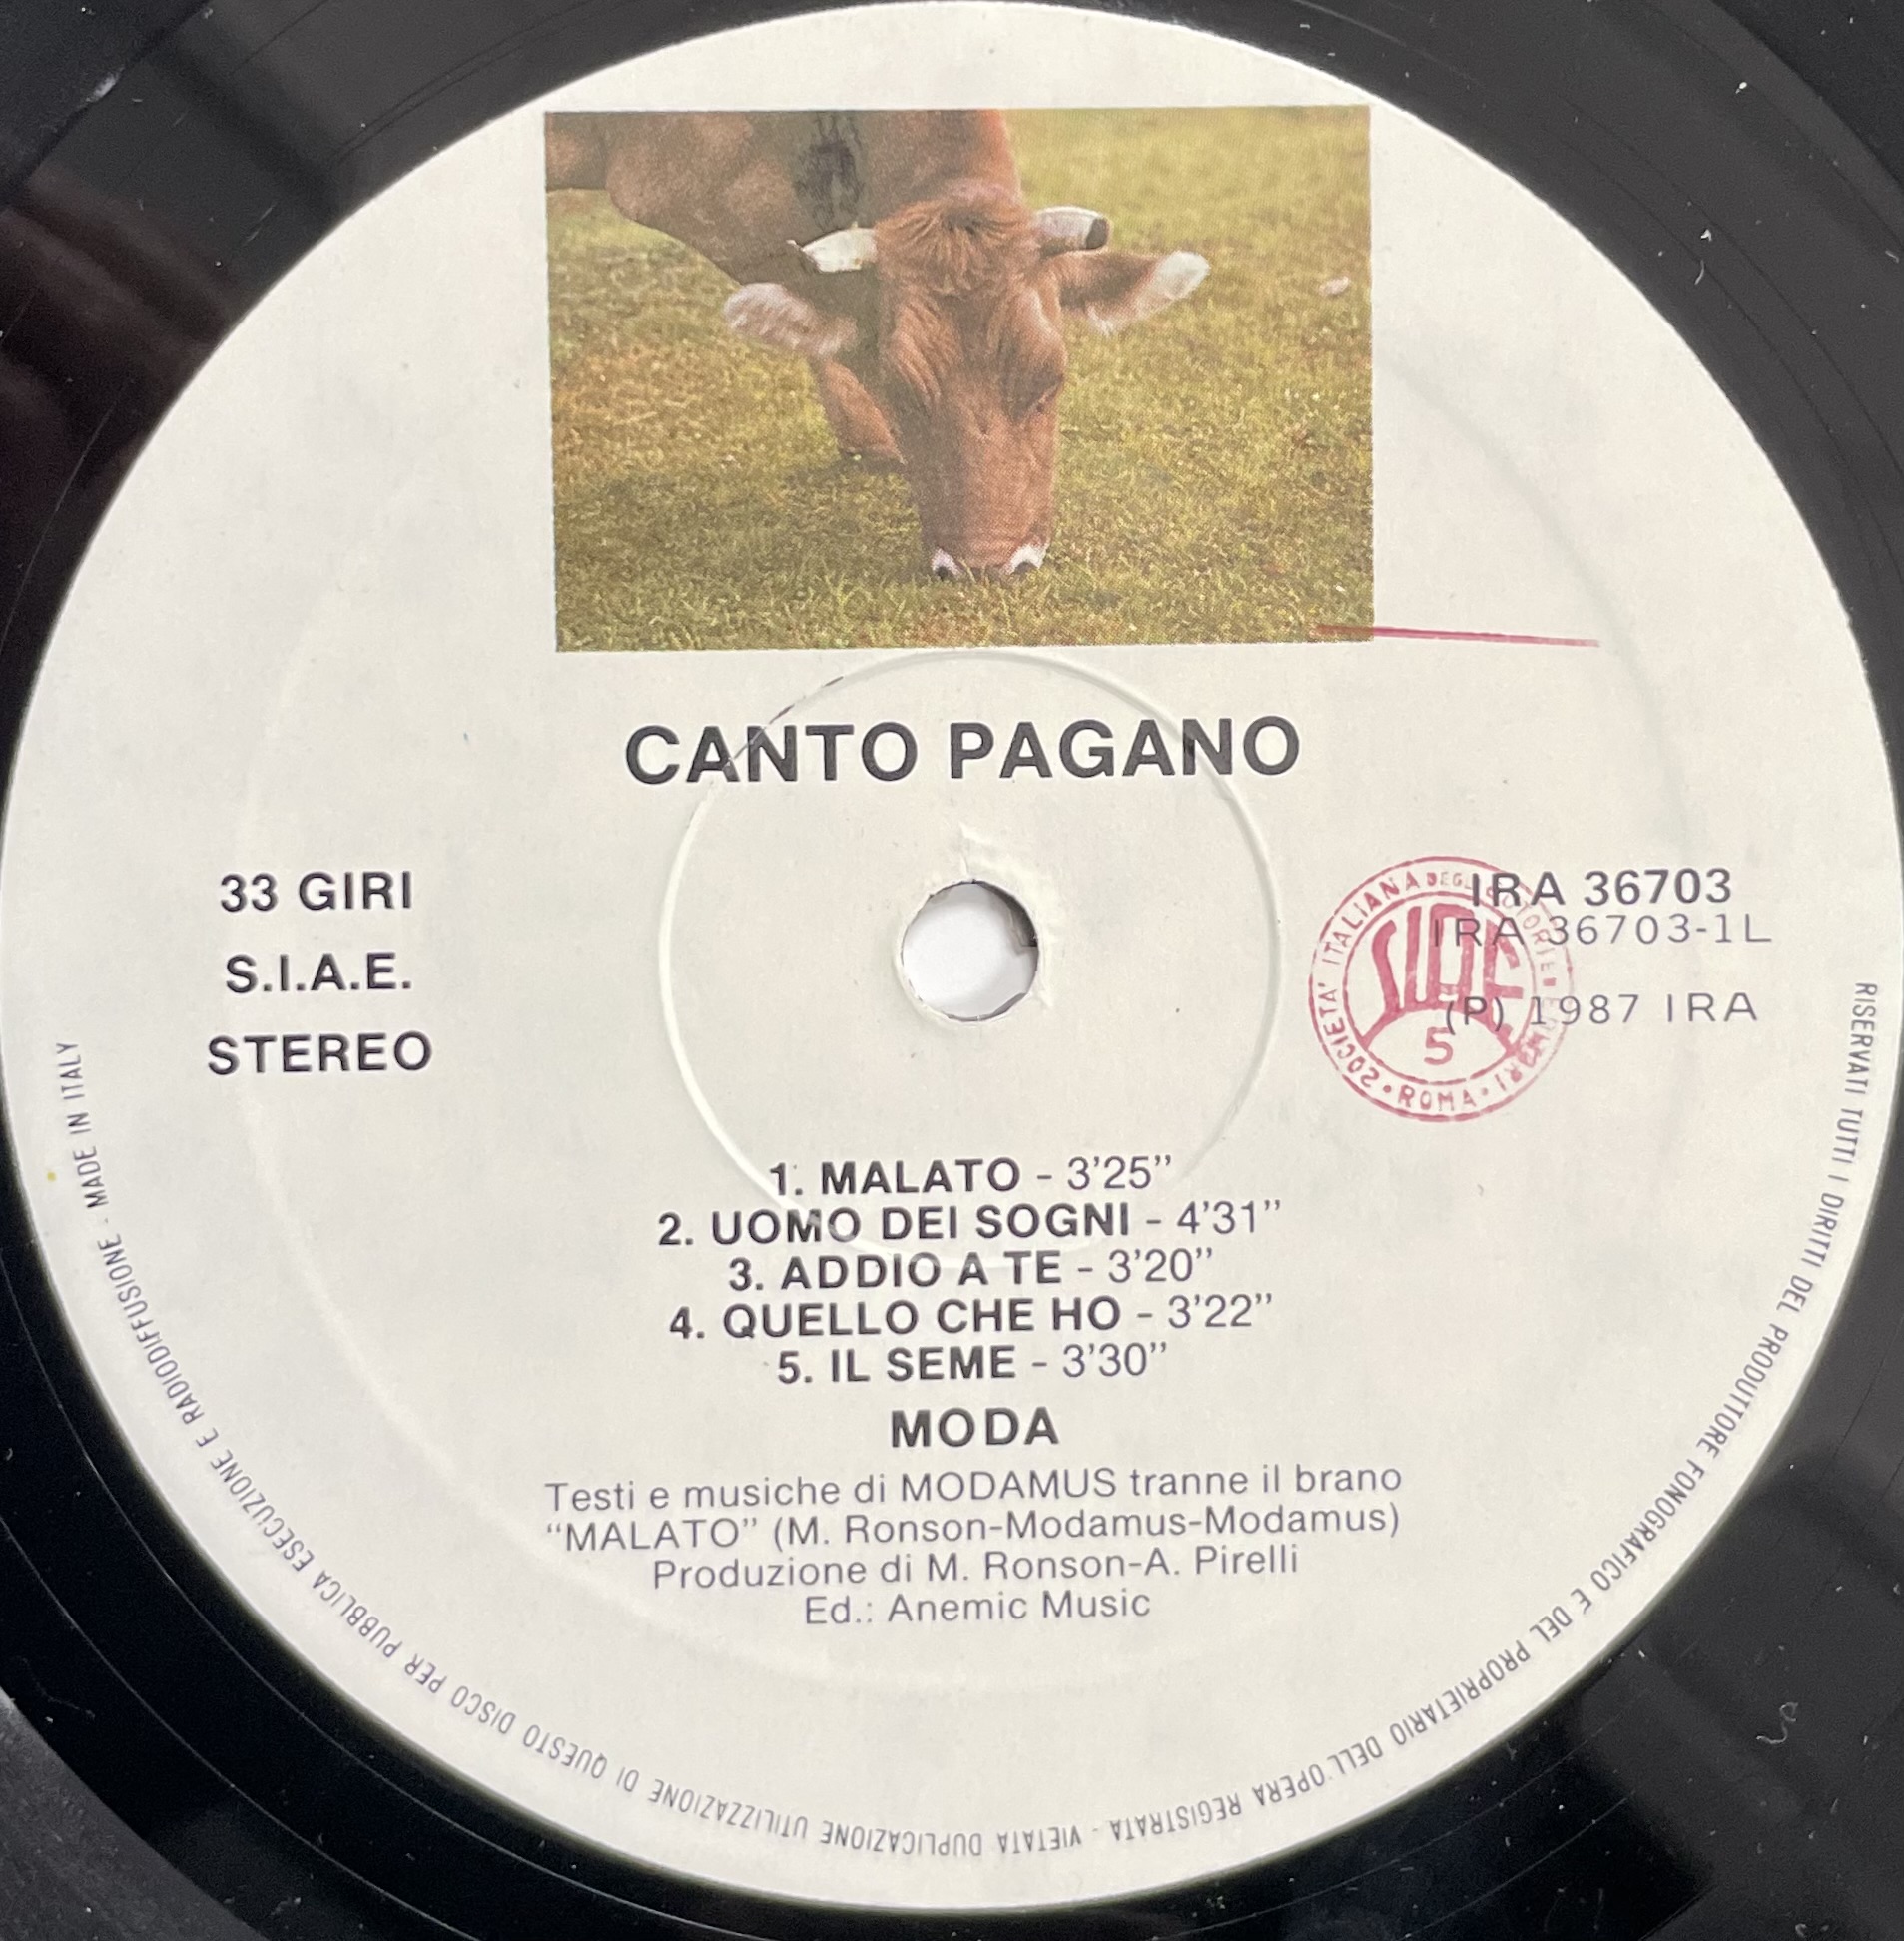 CANTO PAGANO
33 GIRI
S.I.A.E.
STEREO
IRA 36703
IRA 36703-1L
(P) 1987 IRA
SOCIETA' ITALIANA DEGLI AUTORI ED EDITORI • ROMA •
SIAE
5
1. MALATO - 3'25"
2. UOMO DEI SOGNI - 4'31"
3. ADDIO A TE - 3'20"
4. QUELLO CHE HO - 3'22"
5. IL SEME - 3'30"
MODA
Testi e musiche di MODAMUS tranne il brano
"MALATO" (M. Ronson-Modamus-Modamus)
Produzione di M. Ronson-A. Pirelli
Ed.: Anemic Music
RISERVATI TUTTI I DIRITTI DEL PRODUTTORE FONOGRAFICO E DEL PROPRIETARIO DELL'OPERA REGISTRATA - VIETATA DUPLICAZIONE UTILIZZAZIONE DI QUESTO DISCO PER PUBBLICA ESECUZIONE E RADIODIFFUSIONE - MADE IN ITALY